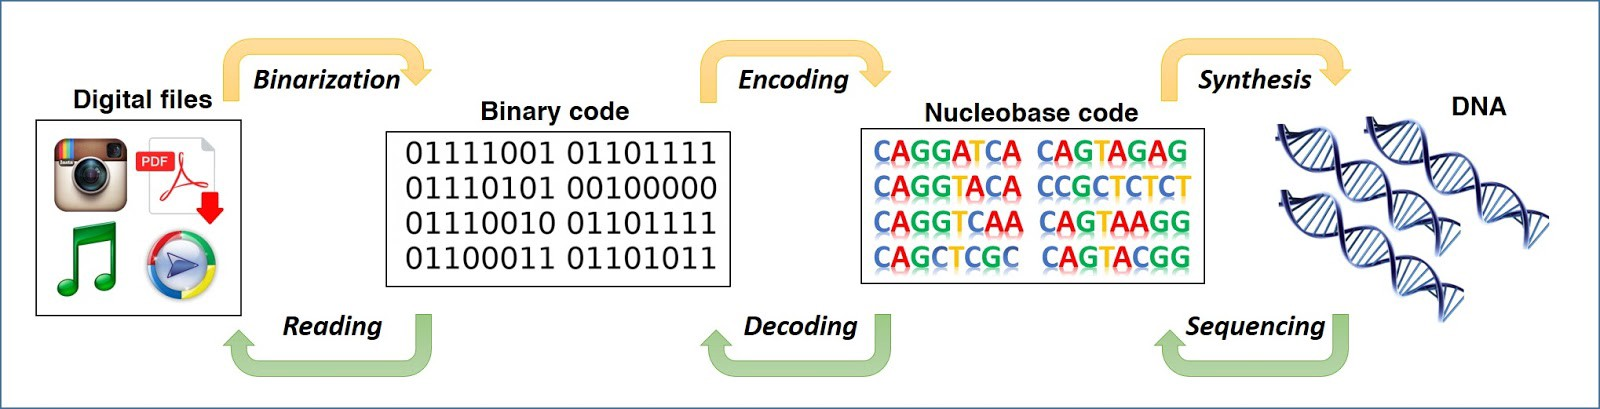 Binarization
Encoding
Synthesis
Digital files
Binary code
Nucleobase code
DNA
Insta
PDF
01111001 01101111
01110101 00100000
01110010 01101111
01100011 01101011
CAGGATCA CAGTAGAG
CAGGTACA CCGCTCTCT
CAGGTCAA CAGTAAGG
CAGCTCGC CAGTACGG
Reading
Decoding
Sequencing